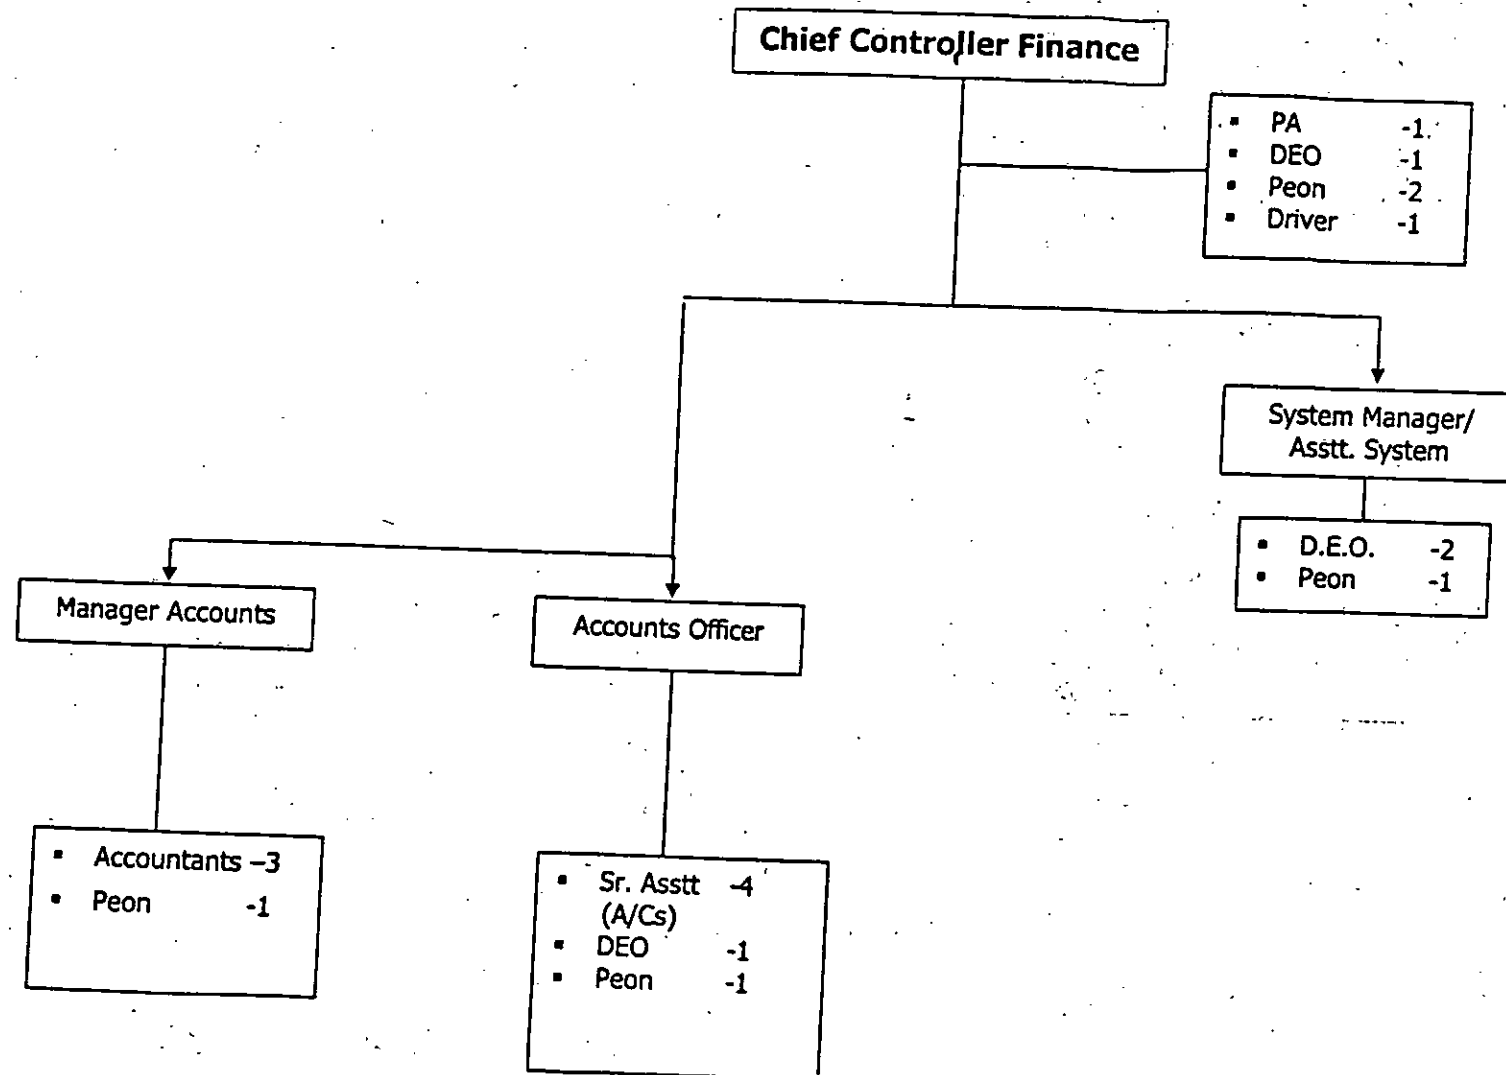 Chief Controller Finance
▪ PA -1
▪ DEO -1
▪ Peon -2
▪ Driver -1
System Manager/
Asstt. System
▪ D.E.O. -2
▪ Peon -1
Manager Accounts
Accounts Officer
▪ Accountants –3
▪ Peon -1
▪ Sr. Asstt -4
(A/Cs)
▪ DEO -1
▪ Peon -1